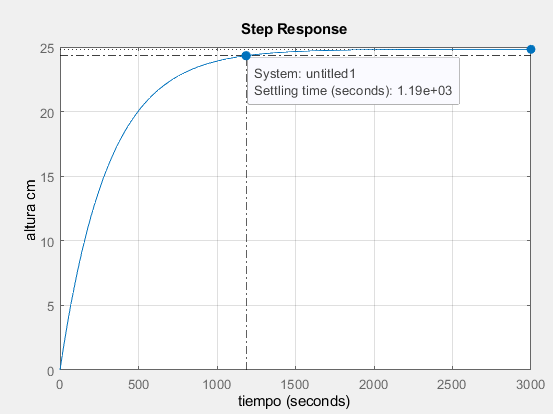 Step Response
25
20
15
10
5
0
altura cm
System: untitled1
Settling time (seconds): 1.19e+03
0 500 1000 1500 2000 2500 3000
tiempo (seconds)